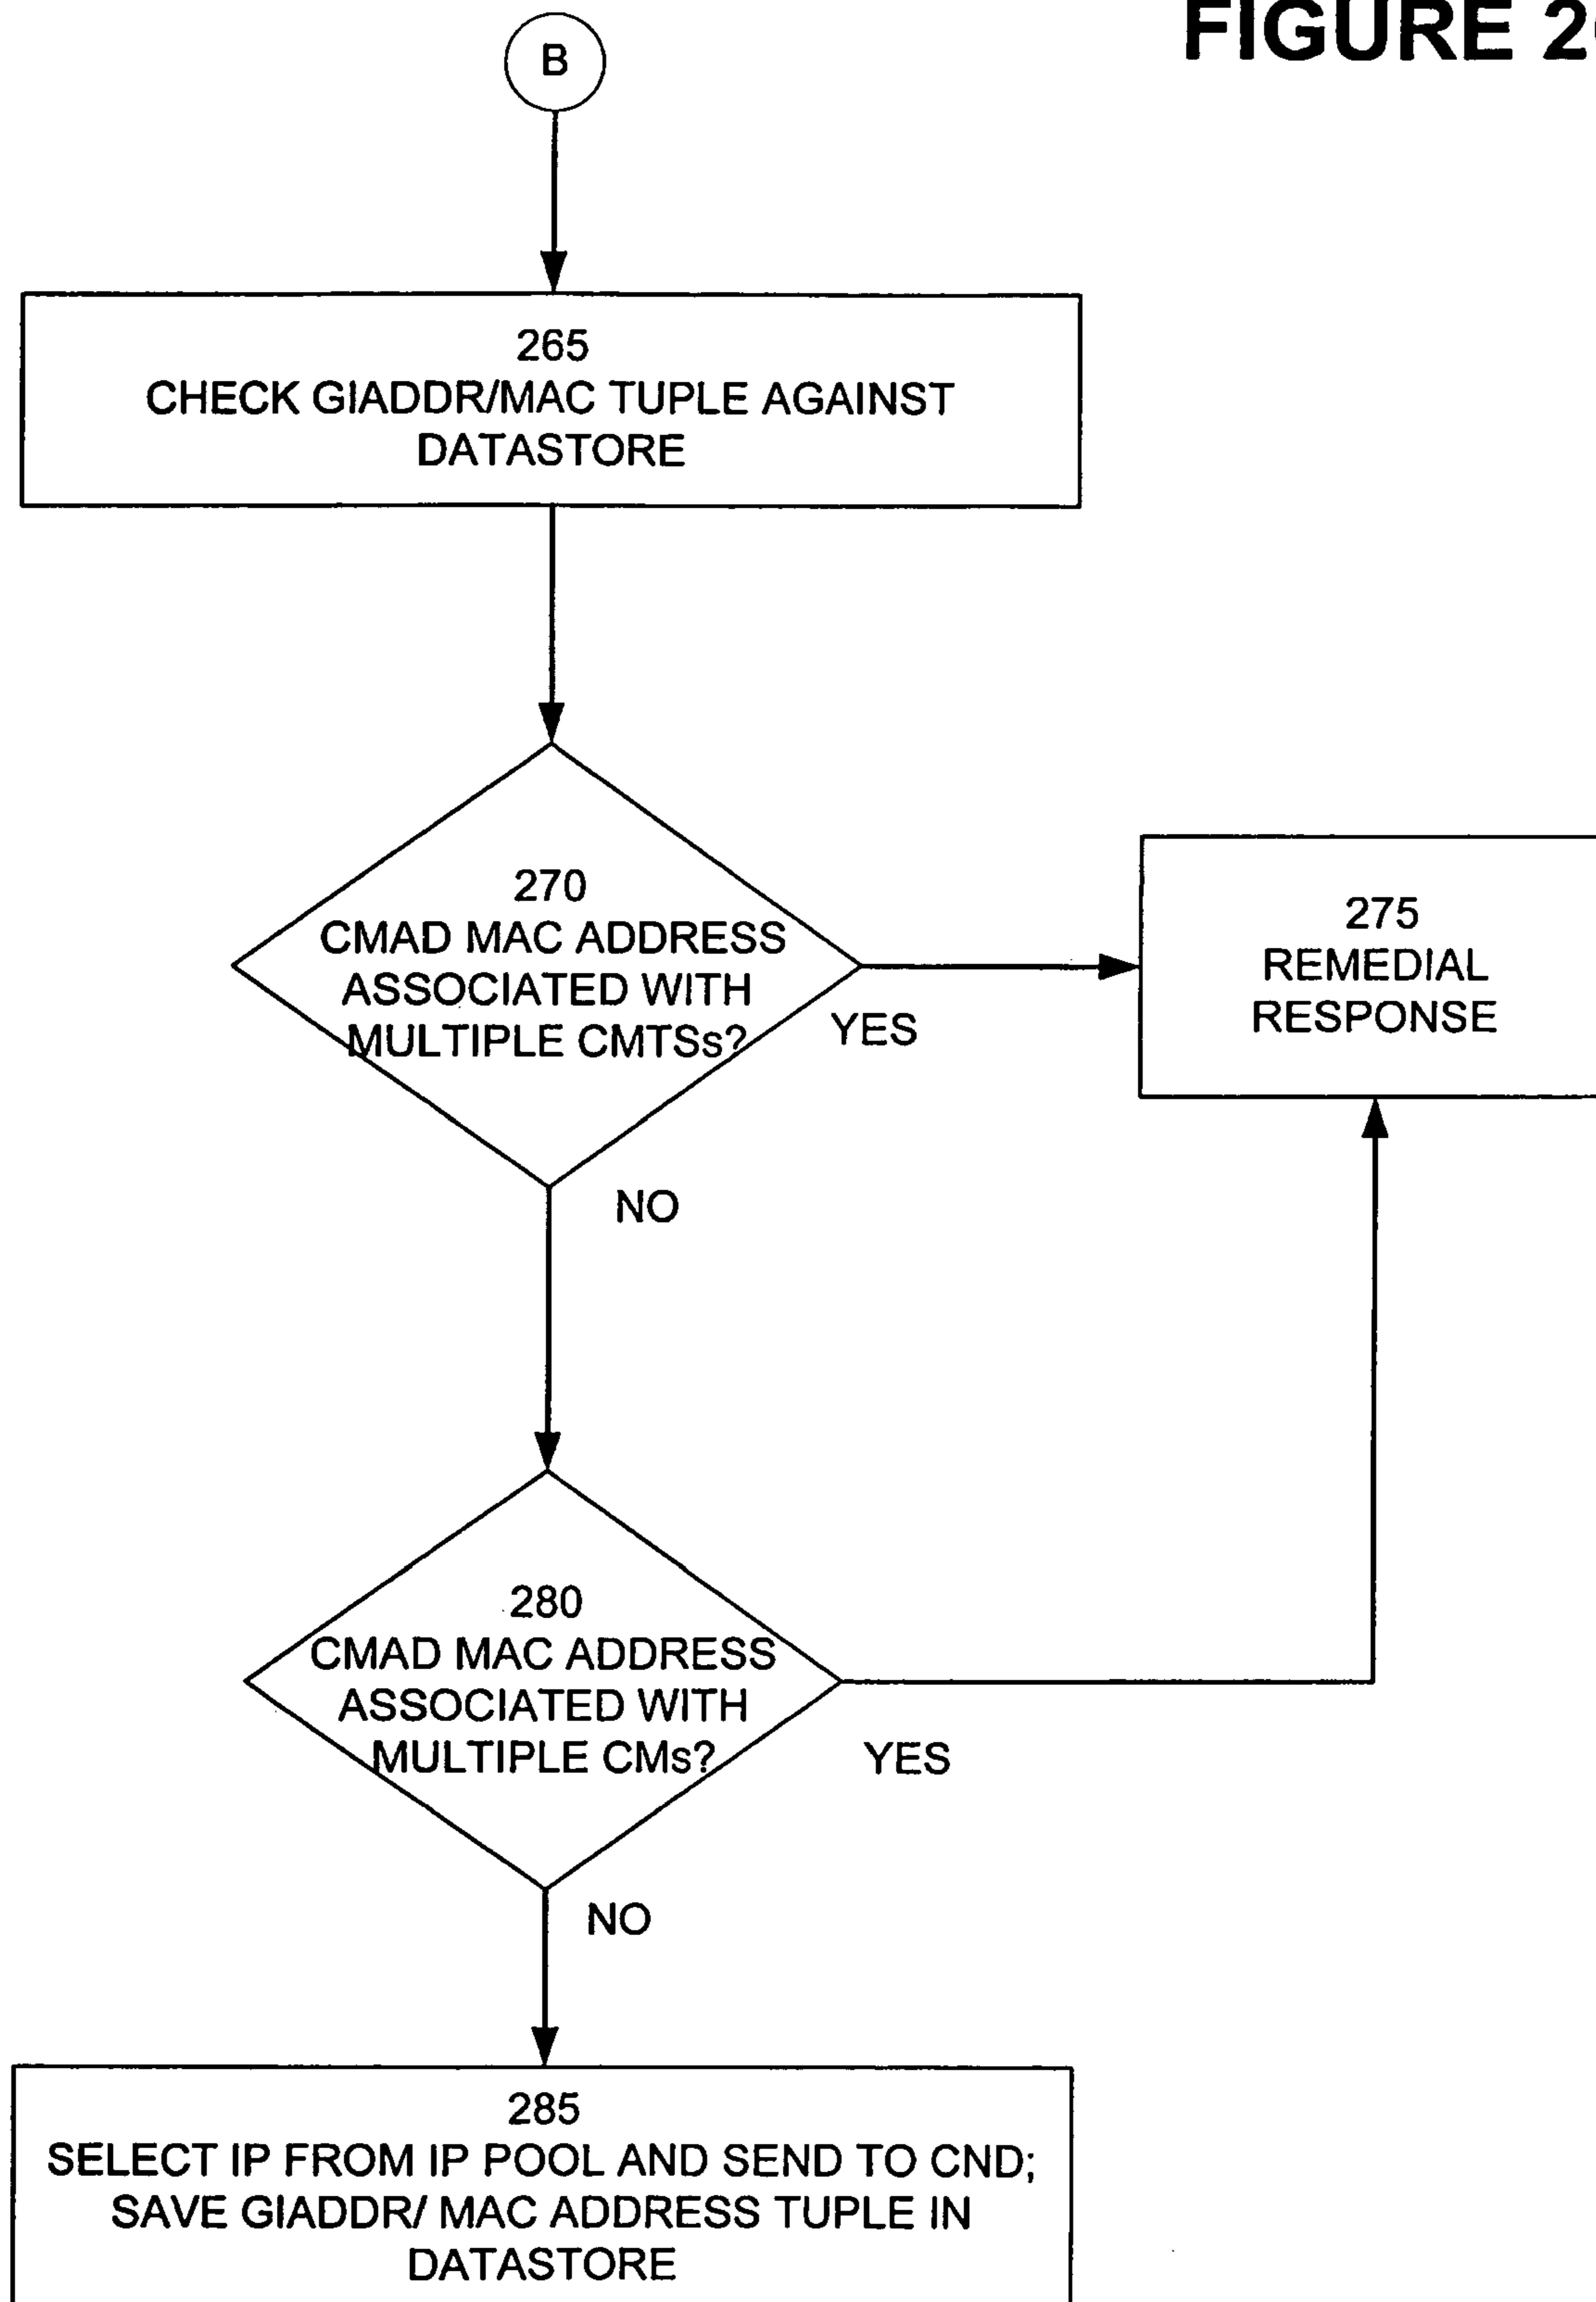 FIGURE 2
B
265
CHECK GIADDR/MAC TUPLE AGAINST
DATASTORE
270
CMAD MAC ADDRESS
ASSOCIATED WITH
MULTIPLE CMTSs?
YES
275
REMEDIAL
RESPONSE
NO
280
CMAD MAC ADDRESS
ASSOCIATED WITH
MULTIPLE CMs?
YES
NO
285
SELECT IP FROM IP POOL AND SEND TO CND;
SAVE GIADDR/ MAC ADDRESS TUPLE IN
DATASTORE